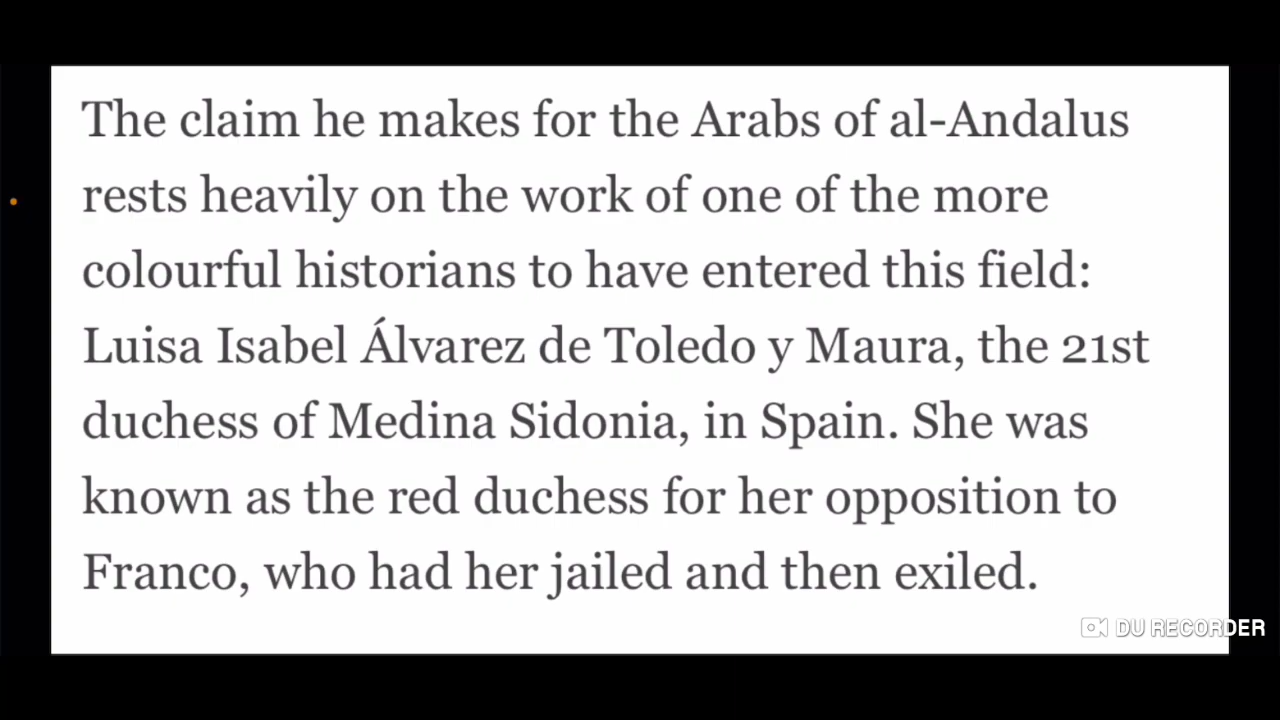 The claim he makes for the Arabs of al-Andalus
rests heavily on the work of one of the more
colourful historians to have entered this field:
Luisa Isabel Álvarez de Toledo y Maura, the 21st
duchess of Medina Sidonia, in Spain. She was
known as the red duchess for her opposition to
Franco, who had her jailed and then exiled.
DU RECORDER